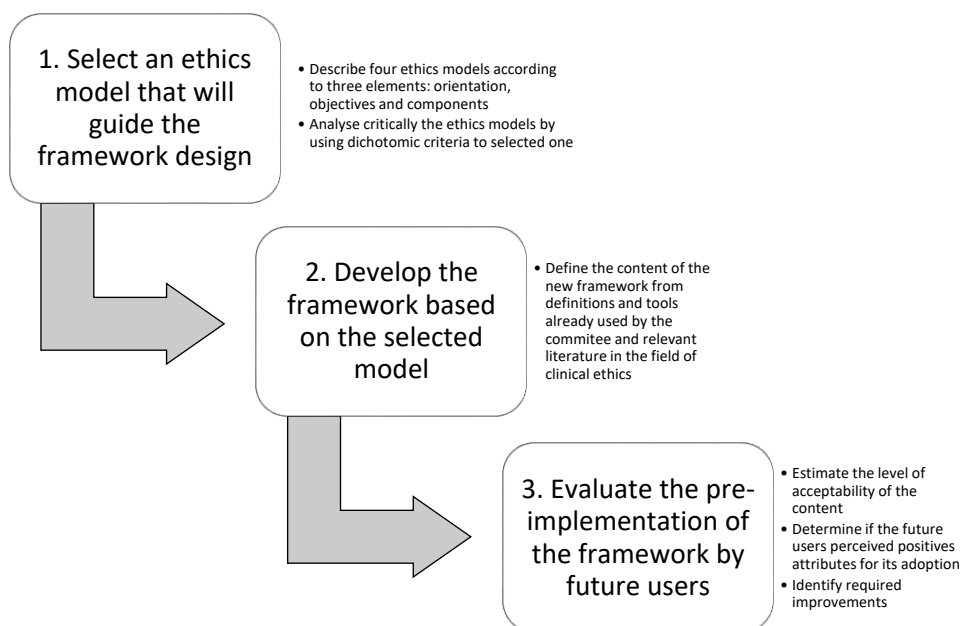 1. Select an ethics
model that will
guide the
framework design
• Describe four ethics models according
to three elements: orientation,
objectives and components
• Analyse critically the ethics models by
using dichotomic criteria to selected one
2. Develop the
framework based
on the selected
model
• Define the content of the
new framework from
definitions and tools
already used by the
commitee and relevant
literature in the field of
clinical ethics
3. Evaluate the pre-
implementation of
the framework by
future users
• Estimate the level of
acceptability of the
content
• Determine if the future
users perceived positives
attributes for its adoption
• Identify required
improvements